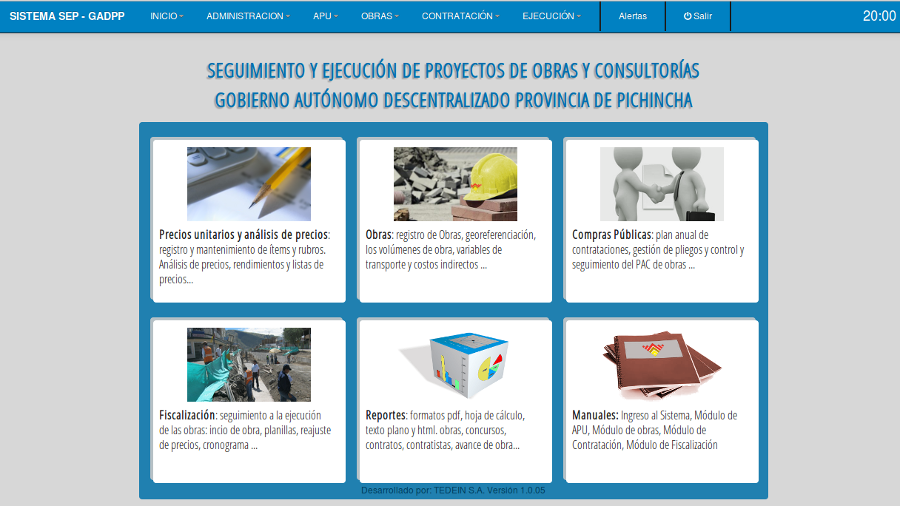 SISTEMA SEP - GADPP
INICIO
ADMINISTRACION
APU
OBRAS
CONTRATACIÓN
EJECUCIÓN
Alertas
Salir
20:00
SEGUIMIENTO Y EJECUCIÓN DE PROYECTOS DE OBRAS Y CONSULTORÍAS
GOBIERNO AUTÓNOMO DESCENTRALIZADO PROVINCIA DE PICHINCHA
Precios unitarios y análisis de precios:
registro y mantenimiento de ítems y rubros.
Análisis de precios, rendimientos y listas de
precios...
Obras: registro de Obras, georeferenciación,
los volúmenes de obra, variables de
transporte y costos indirectos ...
Compras Públicas: plan anual de
contrataciones, gestión de pliegos y control y
seguimiento del PAC de obras ...
Fiscalización: seguimiento a la ejecución
de las obras: incio de obra, planillas, reajuste
de precios, cronograma ...
Reportes: formatos pdf, hoja de cálculo,
texto plano y html. obras, concursos,
contratos, contratistas, avance de obra...
Manuales: Ingreso al Sistema, Módulo de
APU, Módulo de obras, Módulo de
Contratación, Módulo de Fiscalización
Desarrollado por: TEDEIN S.A. Versión 1.0.05